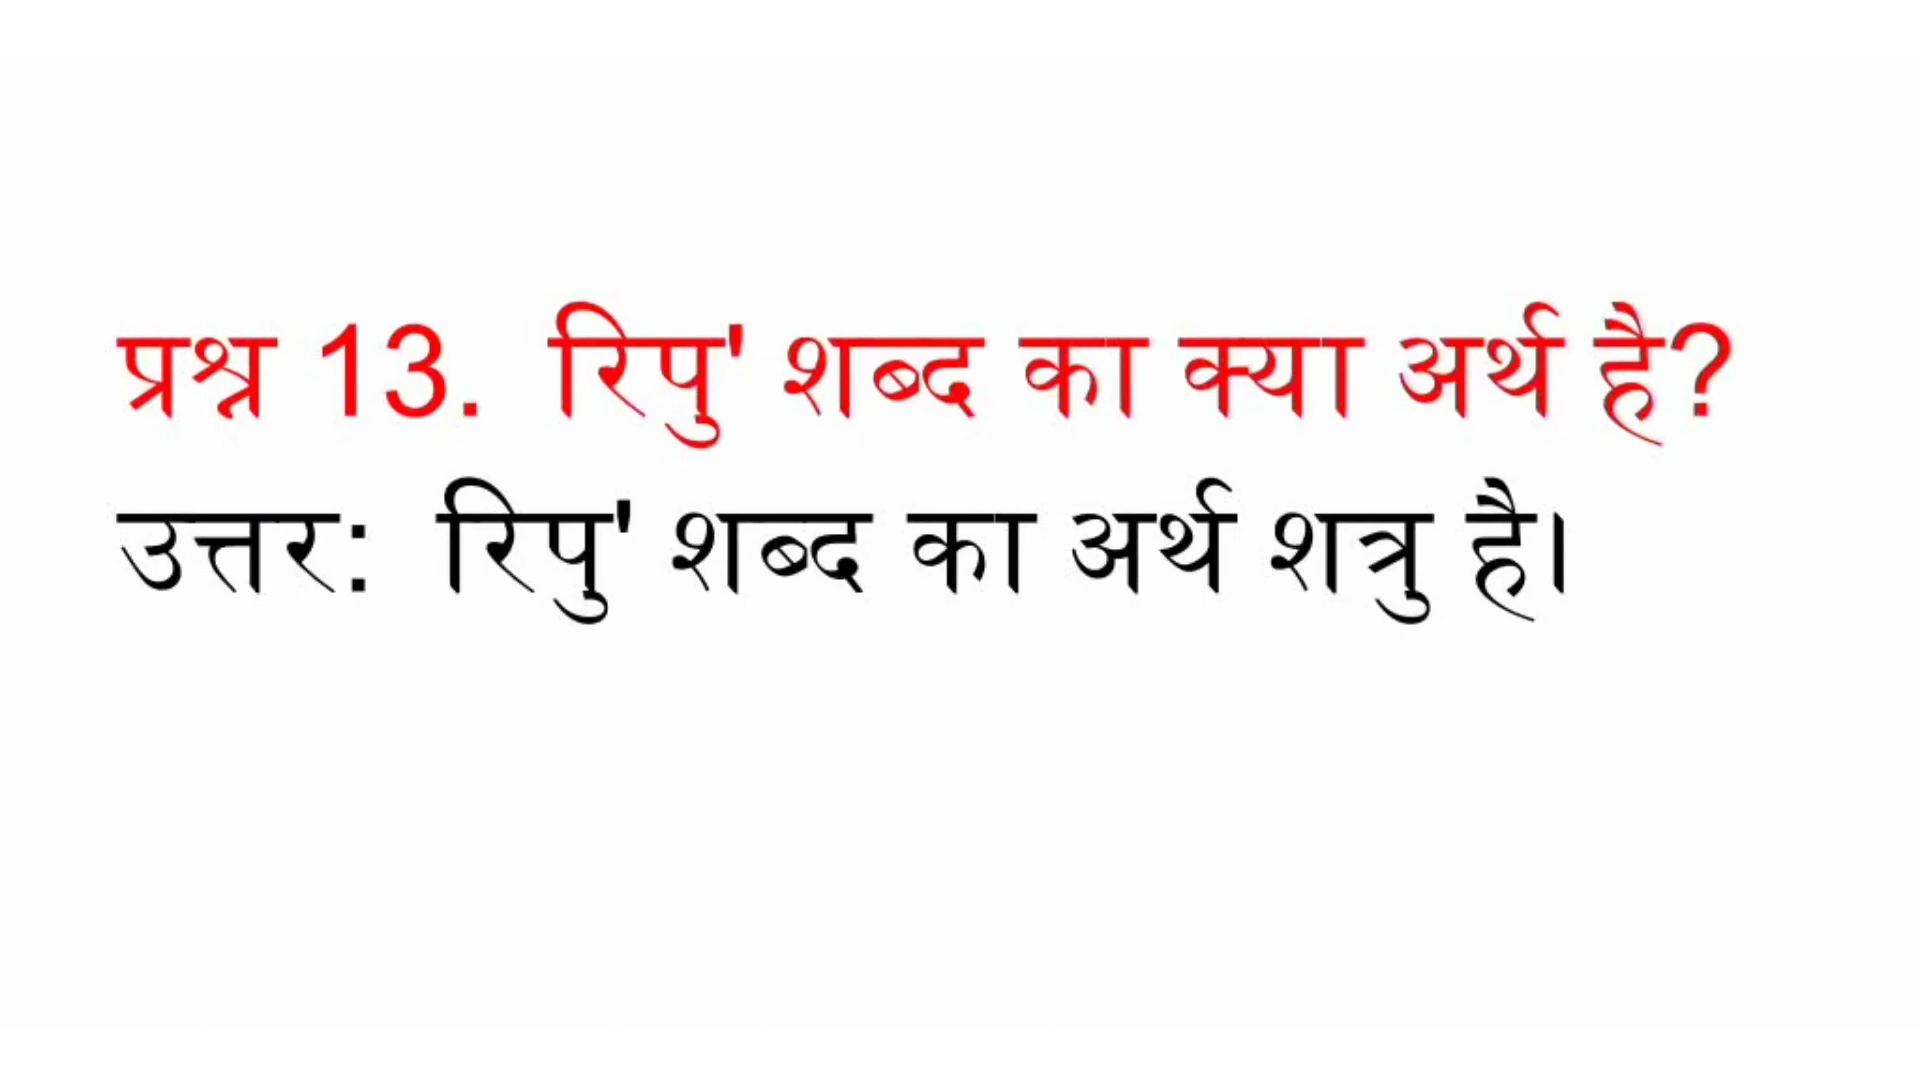 प्रश्न 13. रिपु' शब्द का क्या अर्थ है?
उत्तर: रिपु' शब्द का अर्थ शत्रु है।